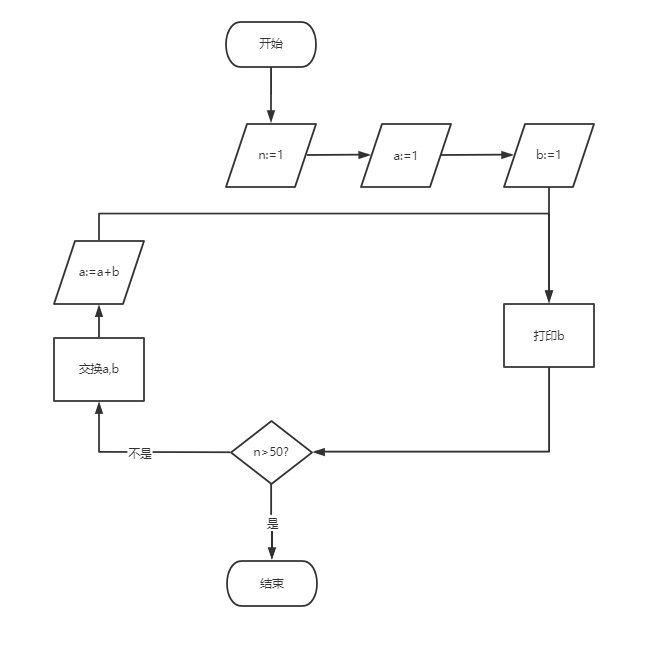 开始
n:=1
a:=1
b:=1
a:=a+b
打印b
交换a,b
n>50?
不是
是
结束